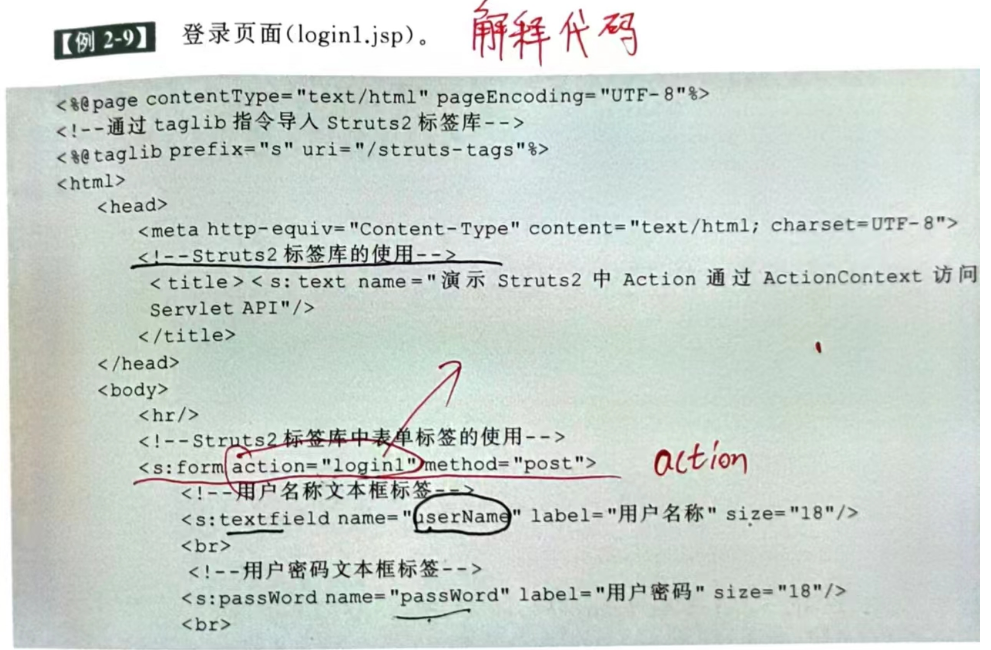 【例 2-9】 登录页面(login1.jsp)。 解释代码
<%@page contentType="text/html" pageEncoding="UTF-8"%>
<!--通过 taglib 指令导入 Struts2 标签库-->
<%@taglib prefix="s" uri="/struts-tags"%>
<html>
<head>
<meta http-equiv="Content-Type" content="text/html; charset=UTF-8">
<!--Struts2 标签库的使用-->
<title><s:text name="演示 Struts2 中 Action 通过 ActionContext 访问
Servlet API"/>
</title>
</head>
<body>
<hr/>
<!--Struts2 标签库中表单标签的使用-->
<s:form action="login1" method="post"> action
<!--用户名称文本框标签-->
<s:textfield name="userName" label="用户名称" size="18"/>
<br>
<!--用户密码文本框标签-->
<s:passWord name="passWord" label="用户密码" size="18"/>
<br>